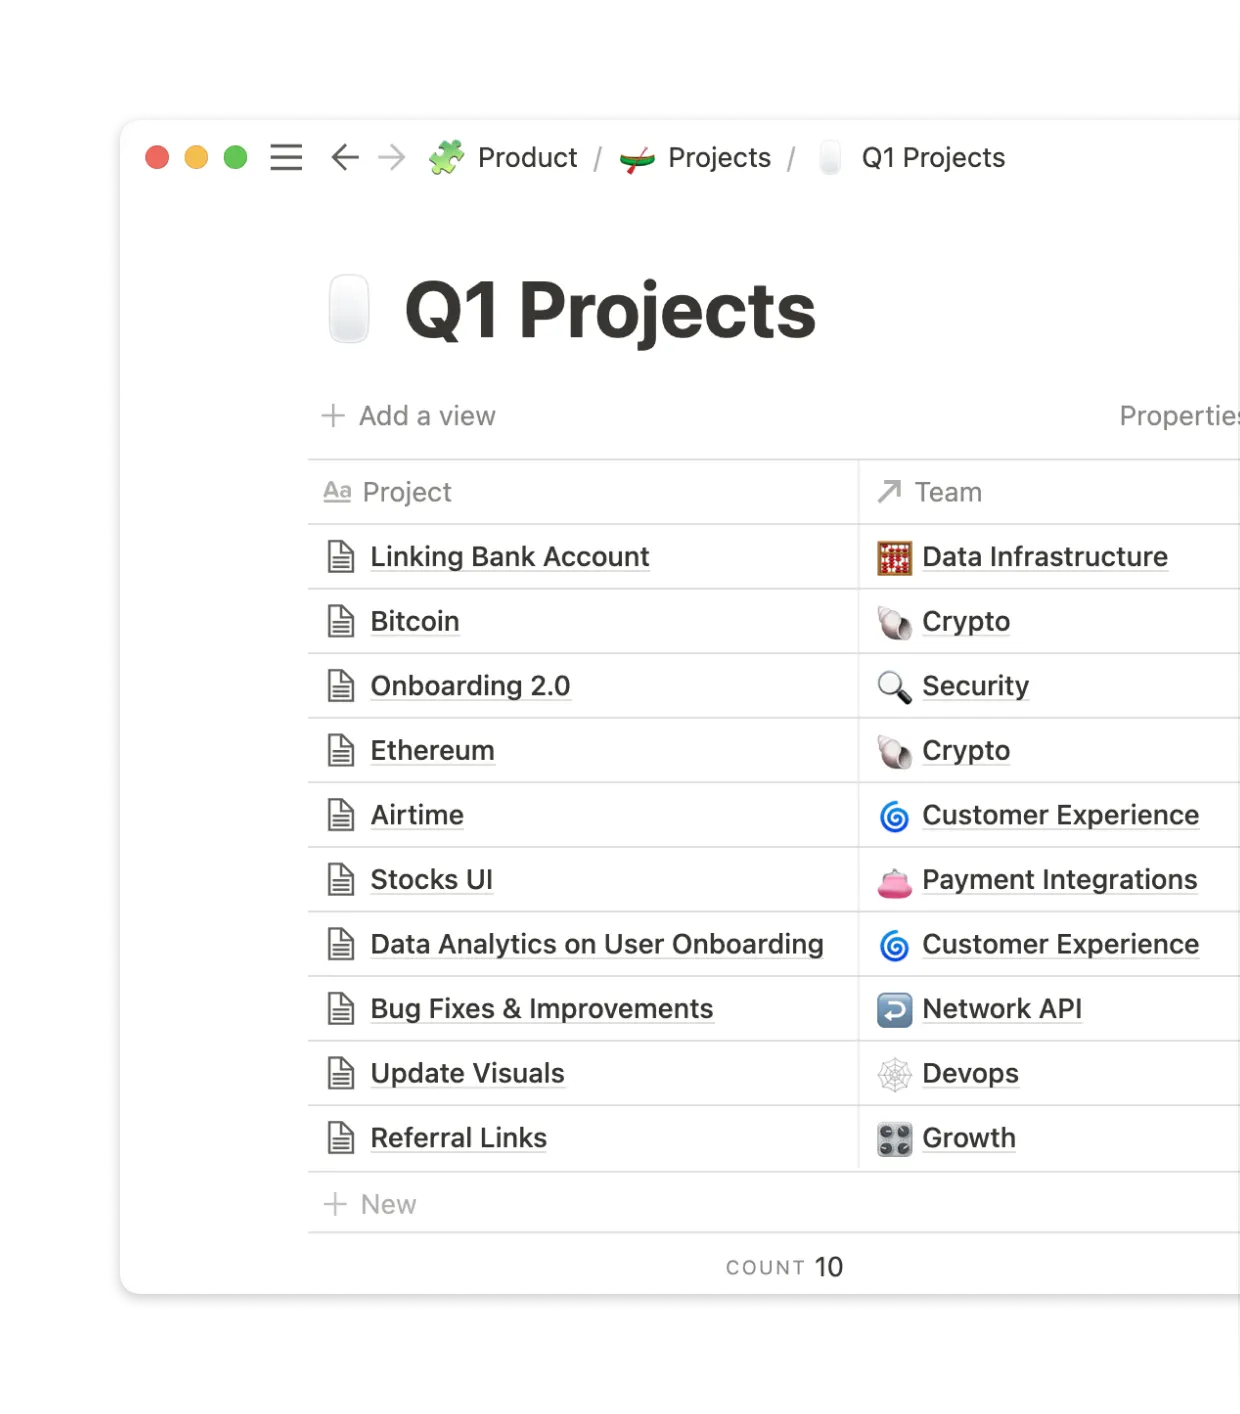 Product / Projects / Q1 Projects
Q1 Projects
Add a view Properties
Aa Project Team
Linking Bank Account Data Infrastructure
Bitcoin Crypto
Onboarding 2.0 Security
Ethereum Crypto
Airtime Customer Experience
Stocks UI Payment Integrations
Data Analytics on User Onboarding Customer Experience
Bug Fixes & Improvements Network API
Update Visuals Devops
Referral Links Growth
New
COUNT 10